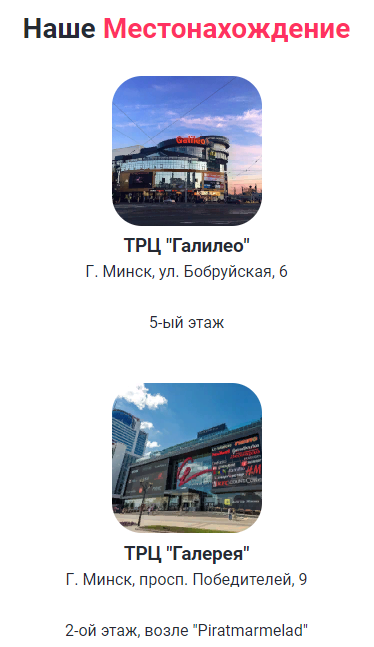 Наше Местонахождение
Galileo
ТРЦ "Галилео"
Г. Минск, ул. Бобруйская, 6
5-ый этаж
H&M
ТРЦ "Галерея"
Г. Минск, просп. Победителей, 9
2-ой этаж, возле "Piratmarmelad"